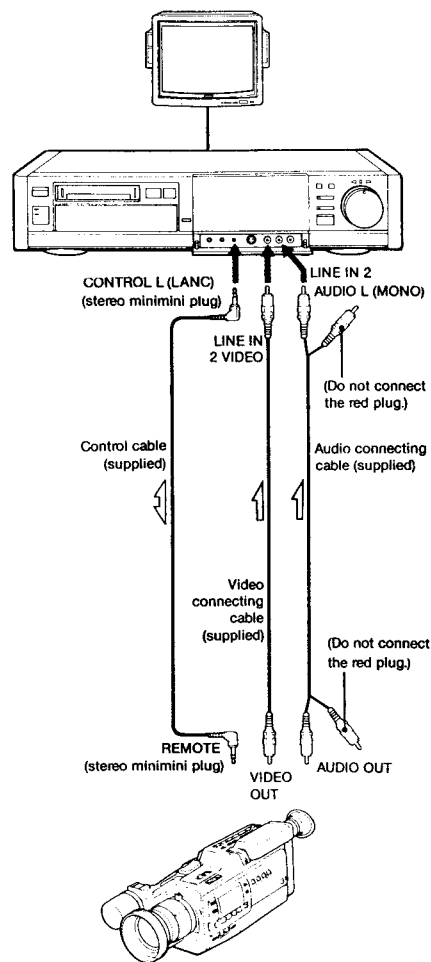 CONTROL L (LANC)
(stereo minimini plug)
LINE IN
2 VIDEO
LINE IN 2
AUDIO L (MONO)
(Do not connect
the red plug.)
Control cable
(supplied)
Audio connecting
cable (supplied)
Video
connecting
cable
(supplied)
(Do not connect
the red plug.)
REMOTE
(stereo minimini plug)
VIDEO
OUT
AUDIO OUT